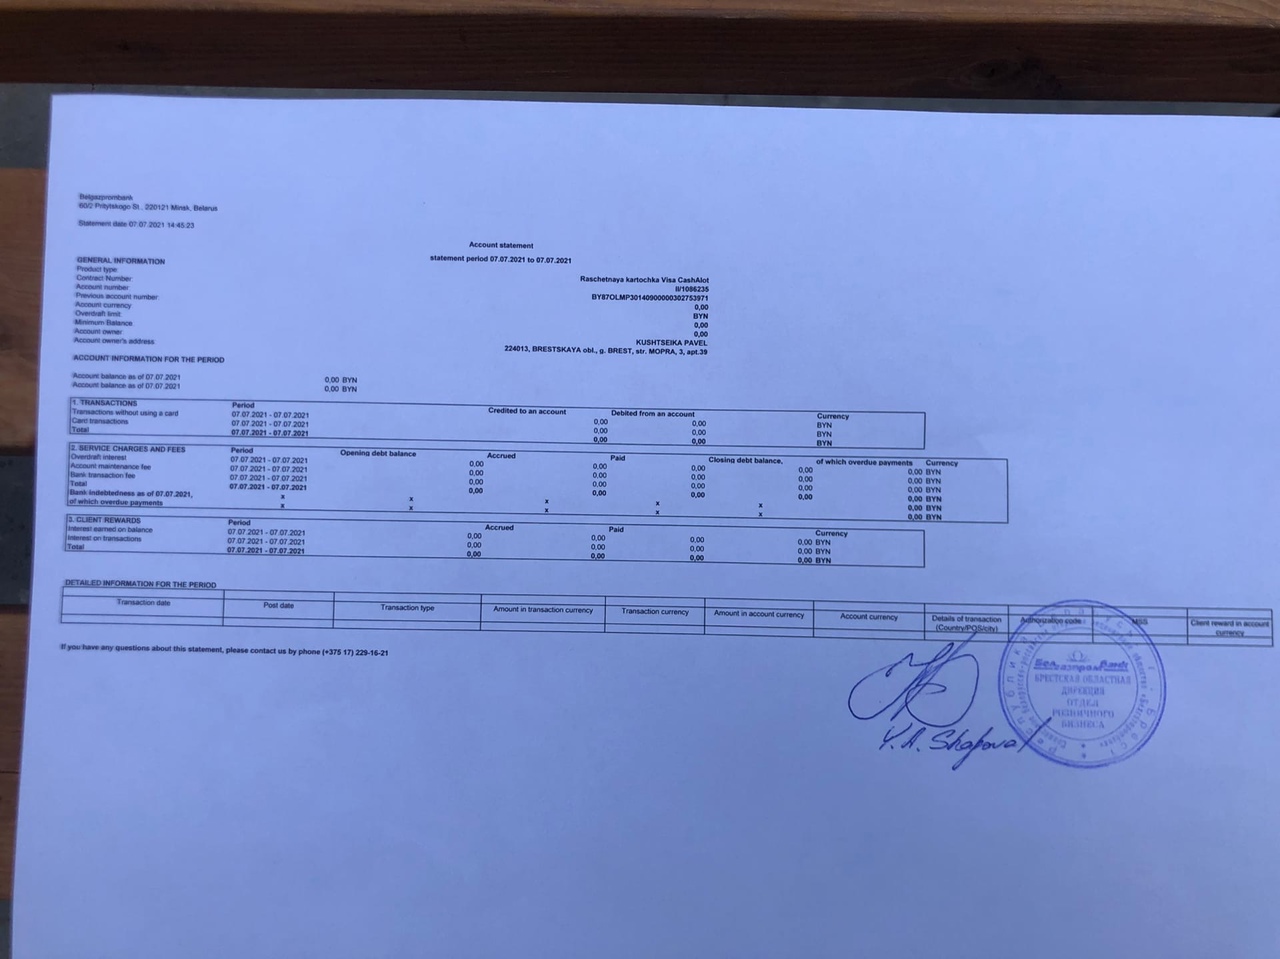 Belgazprombank
60/2 Pritytskogo St., 220121 Minsk, Belarus
Statement date 07.07.2021 14:45:23
Account statement
statement period 07.07.2021 to 07.07.2021
GENERAL INFORMATION
Product type Raschetnaya kartochka Visa CashAlot
Contract Number II/1086235
Account number BY87OLMP30140900000302753971
Previous account number 0,00
Account currency BYN
Overdraft limit 0,00
Minimum Balance 0,00
Account owner KUSHTSEIKA PAVEL
Account owner's address 224013, BRESTSKAYA obl., g. BREST, str. MOPRA, 3, apt.39
ACCOUNT INFORMATION FOR THE PERIOD
Account balance as of 07.07.2021 0,00 BYN
Account balance as of 07.07.2021 0,00 BYN
1. TRANSACTIONS Period Credited to an account Debited from an account Currency
Transactions without using a card 07.07.2021 - 07.07.2021 0,00 0,00 BYN
Card transactions 07.07.2021 - 07.07.2021 0,00 0,00 BYN
Total 07.07.2021 - 07.07.2021 0,00 0,00 BYN
2. SERVICE CHARGES AND FEES Period Opening debt balance Accrued Paid Closing debt balance, of which overdue payments Currency
Overdraft interest 07.07.2021 - 07.07.2021 0,00 0,00 0,00 0,00 0,00 BYN
Account maintenance fee 07.07.2021 - 07.07.2021 0,00 0,00 0,00 0,00 0,00 BYN
Bank transaction fee 07.07.2021 - 07.07.2021 0,00 0,00 0,00 0,00 0,00 BYN
Total 07.07.2021 - 07.07.2021 0,00 0,00 0,00 0,00 0,00 BYN
Bank indebtedness as of 07.07.2021, x x x x x 0,00 BYN
of which overdue payments x x x x x 0,00 BYN
3. CLIENT REWARDS Period Accrued Paid Currency
Interest earned on balance 07.07.2021 - 07.07.2021 0,00 0,00 0,00 0,00 BYN
Interest on transactions 07.07.2021 - 07.07.2021 0,00 0,00 0,00 0,00 BYN
Total 07.07.2021 - 07.07.2021 0,00 0,00 0,00 0,00 BYN
DETAILED INFORMATION FOR THE PERIOD
Transaction date Post date Transaction type Amount in transaction currency Transaction currency Amount in account currency Account currency Details of transaction (Country/POS/city) Authorization code MSS Client reward in account currency
If you have any questions about this statement, please contact us by phone (+375 17) 229-16-21
Белгазпромбанк
БРЕСТСКАЯ ОБЛАСТНАЯ
ДИРЕКЦИЯ
ОТДЕЛ
РОЗНИЧНОГО
БИЗНЕСА
Y.A. Shapoval